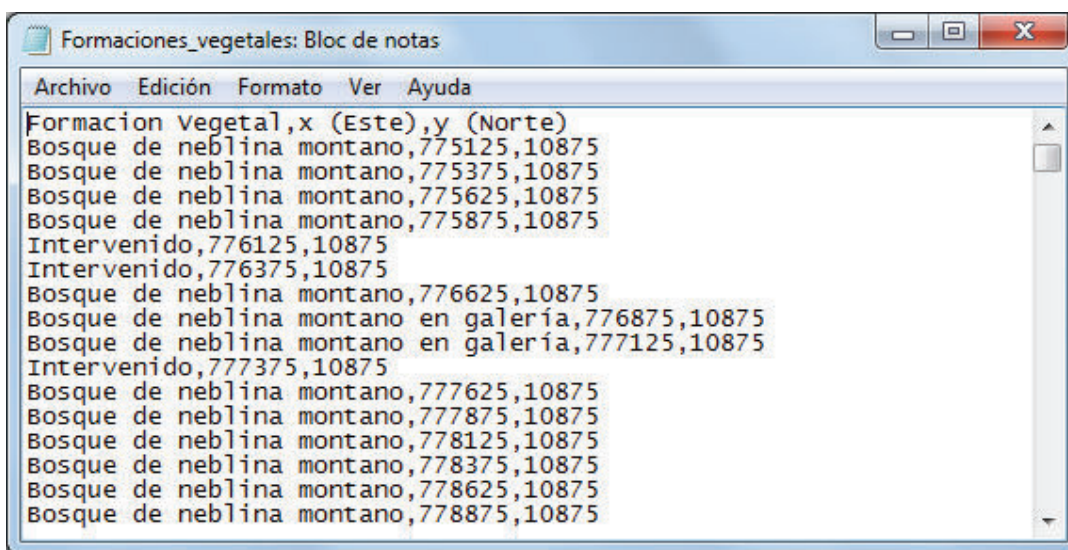 Formaciones_vegetales: Bloc de notas
Archivo Edición Formato Ver Ayuda
Formacion Vegetal,x (Este),y (Norte)
Bosque de neblina montano,775125,10875
Bosque de neblina montano,775375,10875
Bosque de neblina montano,775625,10875
Bosque de neblina montano,775875,10875
Intervenido,776125,10875
Intervenido,776375,10875
Bosque de neblina montano,776625,10875
Bosque de neblina montano en galería,776875,10875
Bosque de neblina montano en galería,777125,10875
Intervenido,777375,10875
Bosque de neblina montano,777625,10875
Bosque de neblina montano,777875,10875
Bosque de neblina montano,778125,10875
Bosque de neblina montano,778375,10875
Bosque de neblina montano,778625,10875
Bosque de neblina montano,778875,10875